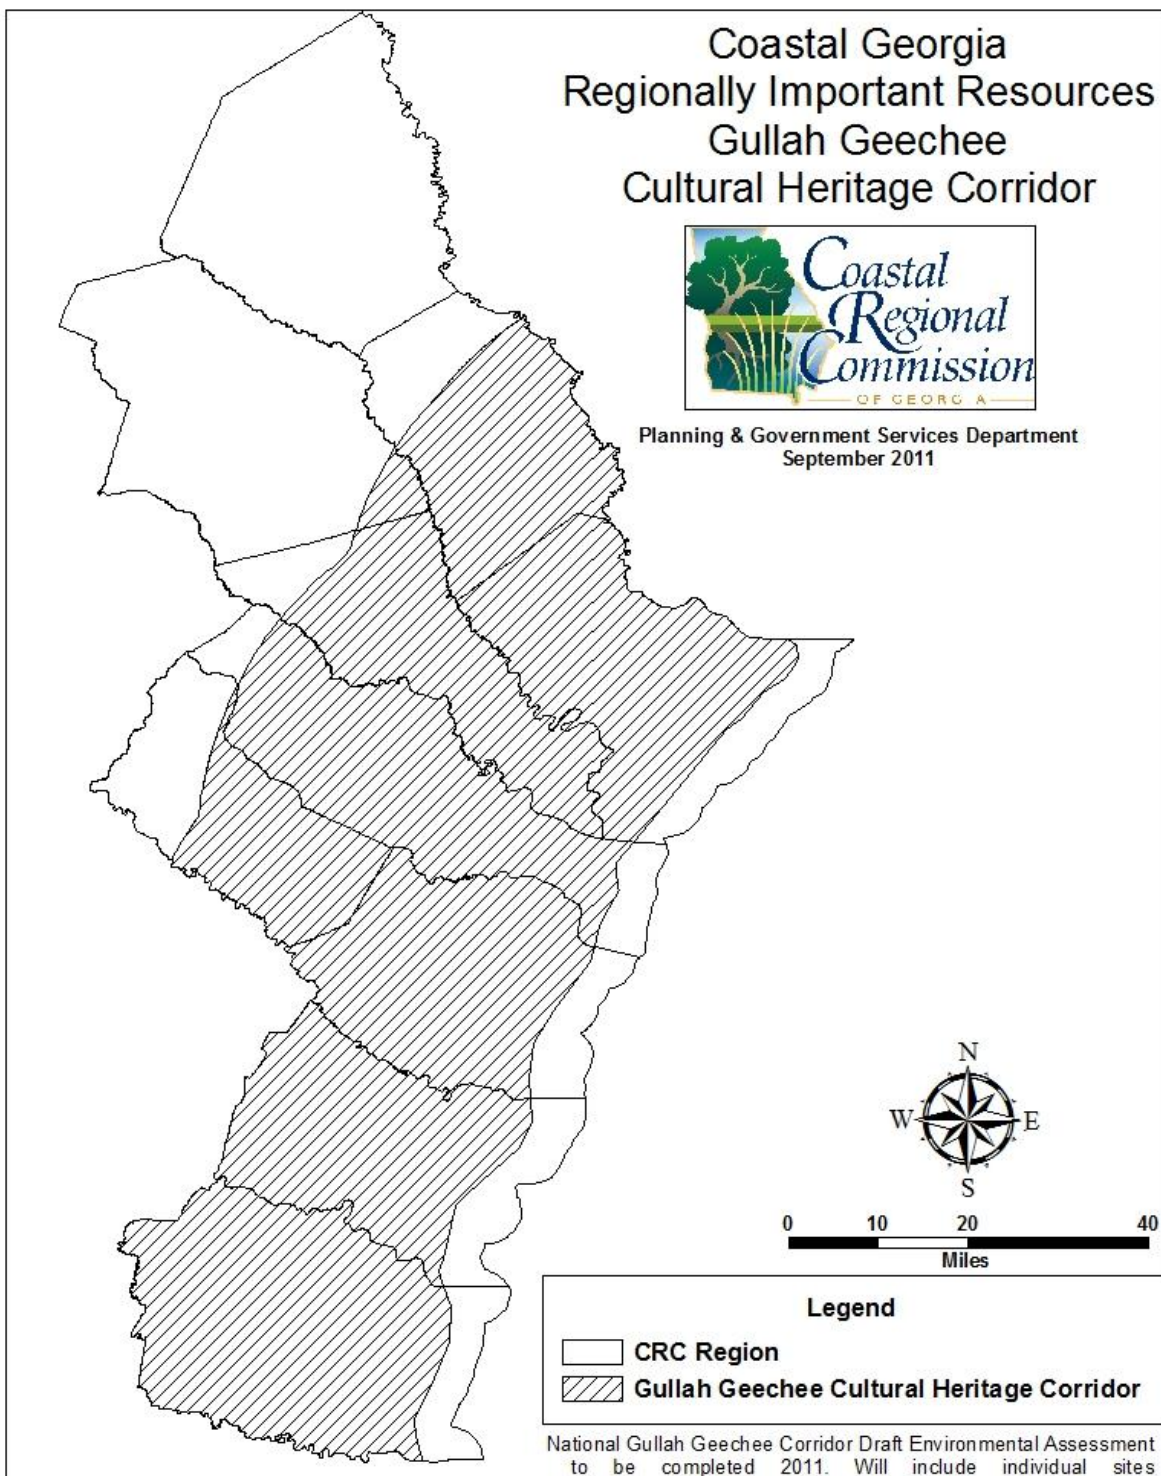 Coastal Georgia
Regionally Important Resources
Gullah Geechee
Cultural Heritage Corridor
Coastal
Regional
Commission
OF GEORGIA
Planning & Government Services Department
September 2011
N
W E
S
0 10 20 40
Miles
Legend
CRC Region
Gullah Geechee Cultural Heritage Corridor
National Gullah Geechee Corridor Draft Environmental Assessment
to be completed 2011. Will include individual sites